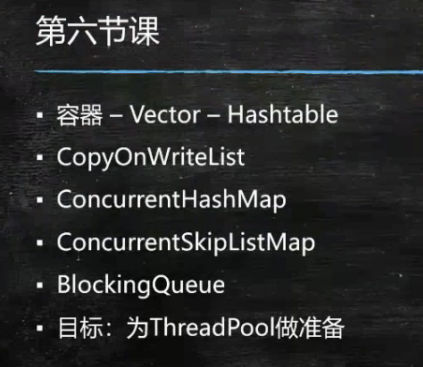 第六节课
▪ 容器 – Vector – Hashtable
▪ CopyOnWriteList
▪ ConcurrentHashMap
▪ ConcurrentSkipListMap
▪ BlockingQueue
▪ 目标：为ThreadPool做准备